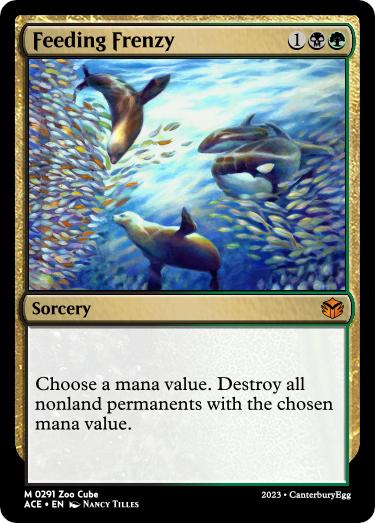 Feeding Frenzy 1
Sorcery
Choose a mana value. Destroy all
nonland permanents with the chosen
mana value.
M 0291 Zoo Cube
ACE • EN Nancy Tilles 2023 • CanterburyEgg